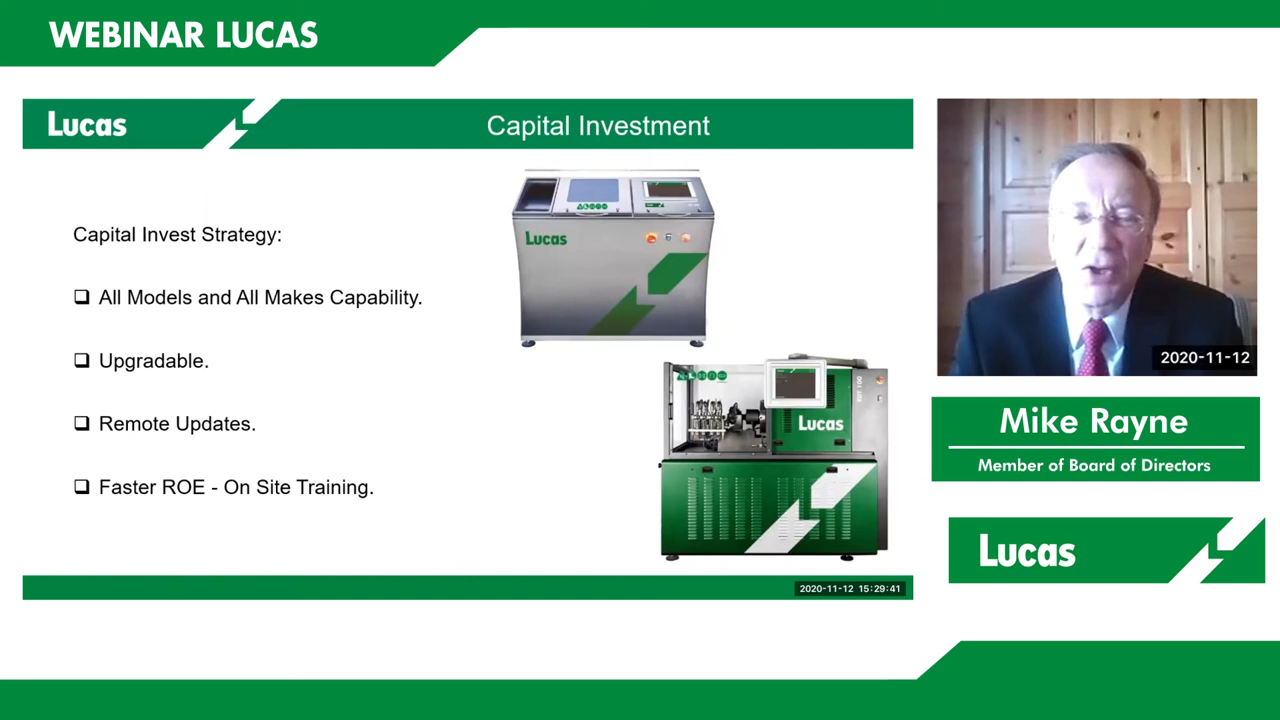 WEBINAR LUCAS
Lucas
Capital Investment
Capital Invest Strategy:
❑ All Models and All Makes Capability.
❑ Upgradable.
❑ Remote Updates.
❑ Faster ROE - On Site Training.
Lucas
Lucas
2020-11-12 15:29:41
2020-11-12
Mike Rayne
Member of Board of Directors
Lucas